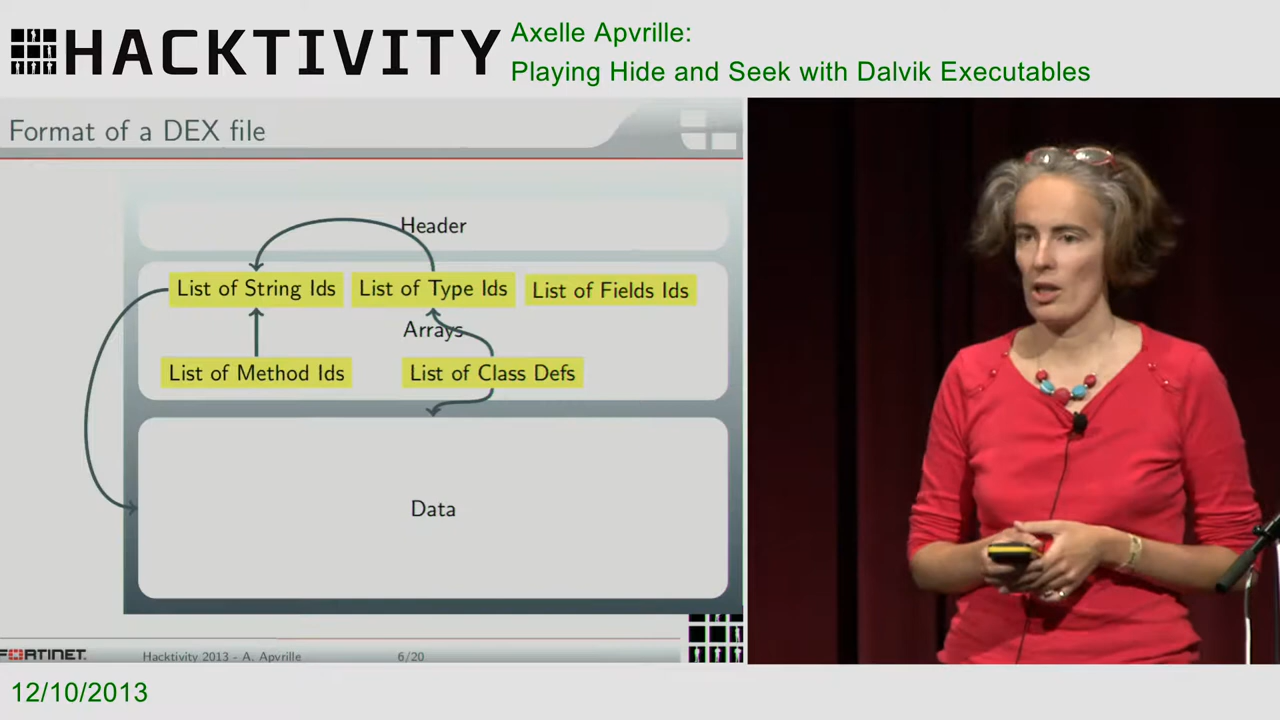 HACKTIVITY
Axelle Apvrille:
Playing Hide and Seek with Dalvik Executables
Format of a DEX file
Header
List of String Ids
List of Type Ids
List of Fields Ids
Arrays
List of Method Ids
List of Class Defs
Data
FORTINET
Hacktivity 2013 - A. Apvrille
6/20
12/10/2013